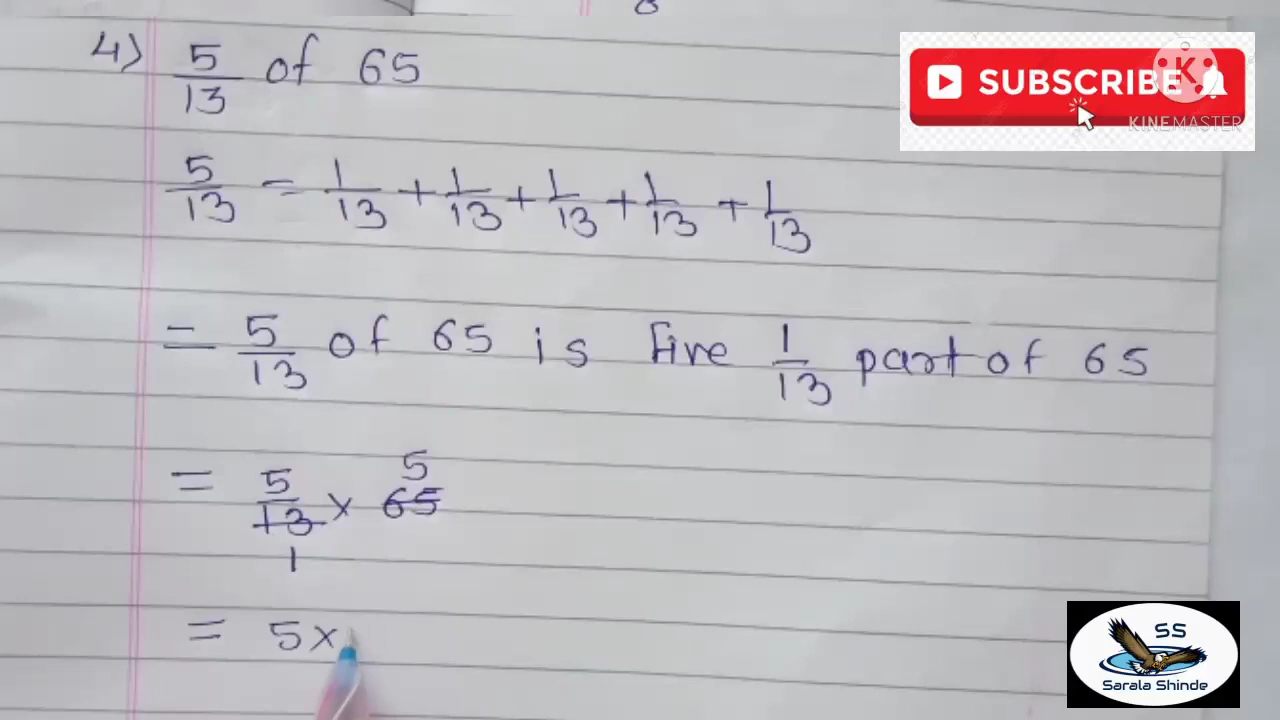 4) 5/13 of 65
SUBSCRIBE
KINEMASTER
5/13 = 1/13 + 1/13 + 1/13 + 1/13 + 1/13
= 5/13 of 65 is five 1/13 part of 65
5
= 5/13 × 65
1
= 5×
SS
Sarala Shinde